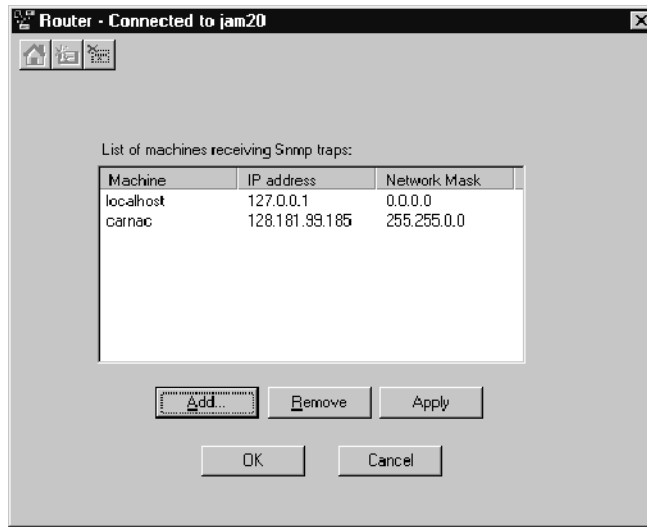 Router - Connected to jam20
List of machines receiving Snmp traps:
Machine IP address Network Mask
localhost 127.0.0.1 0.0.0.0
carnac 128.181.99.185 255.255.0.0
Add... Remove Apply
OK Cancel